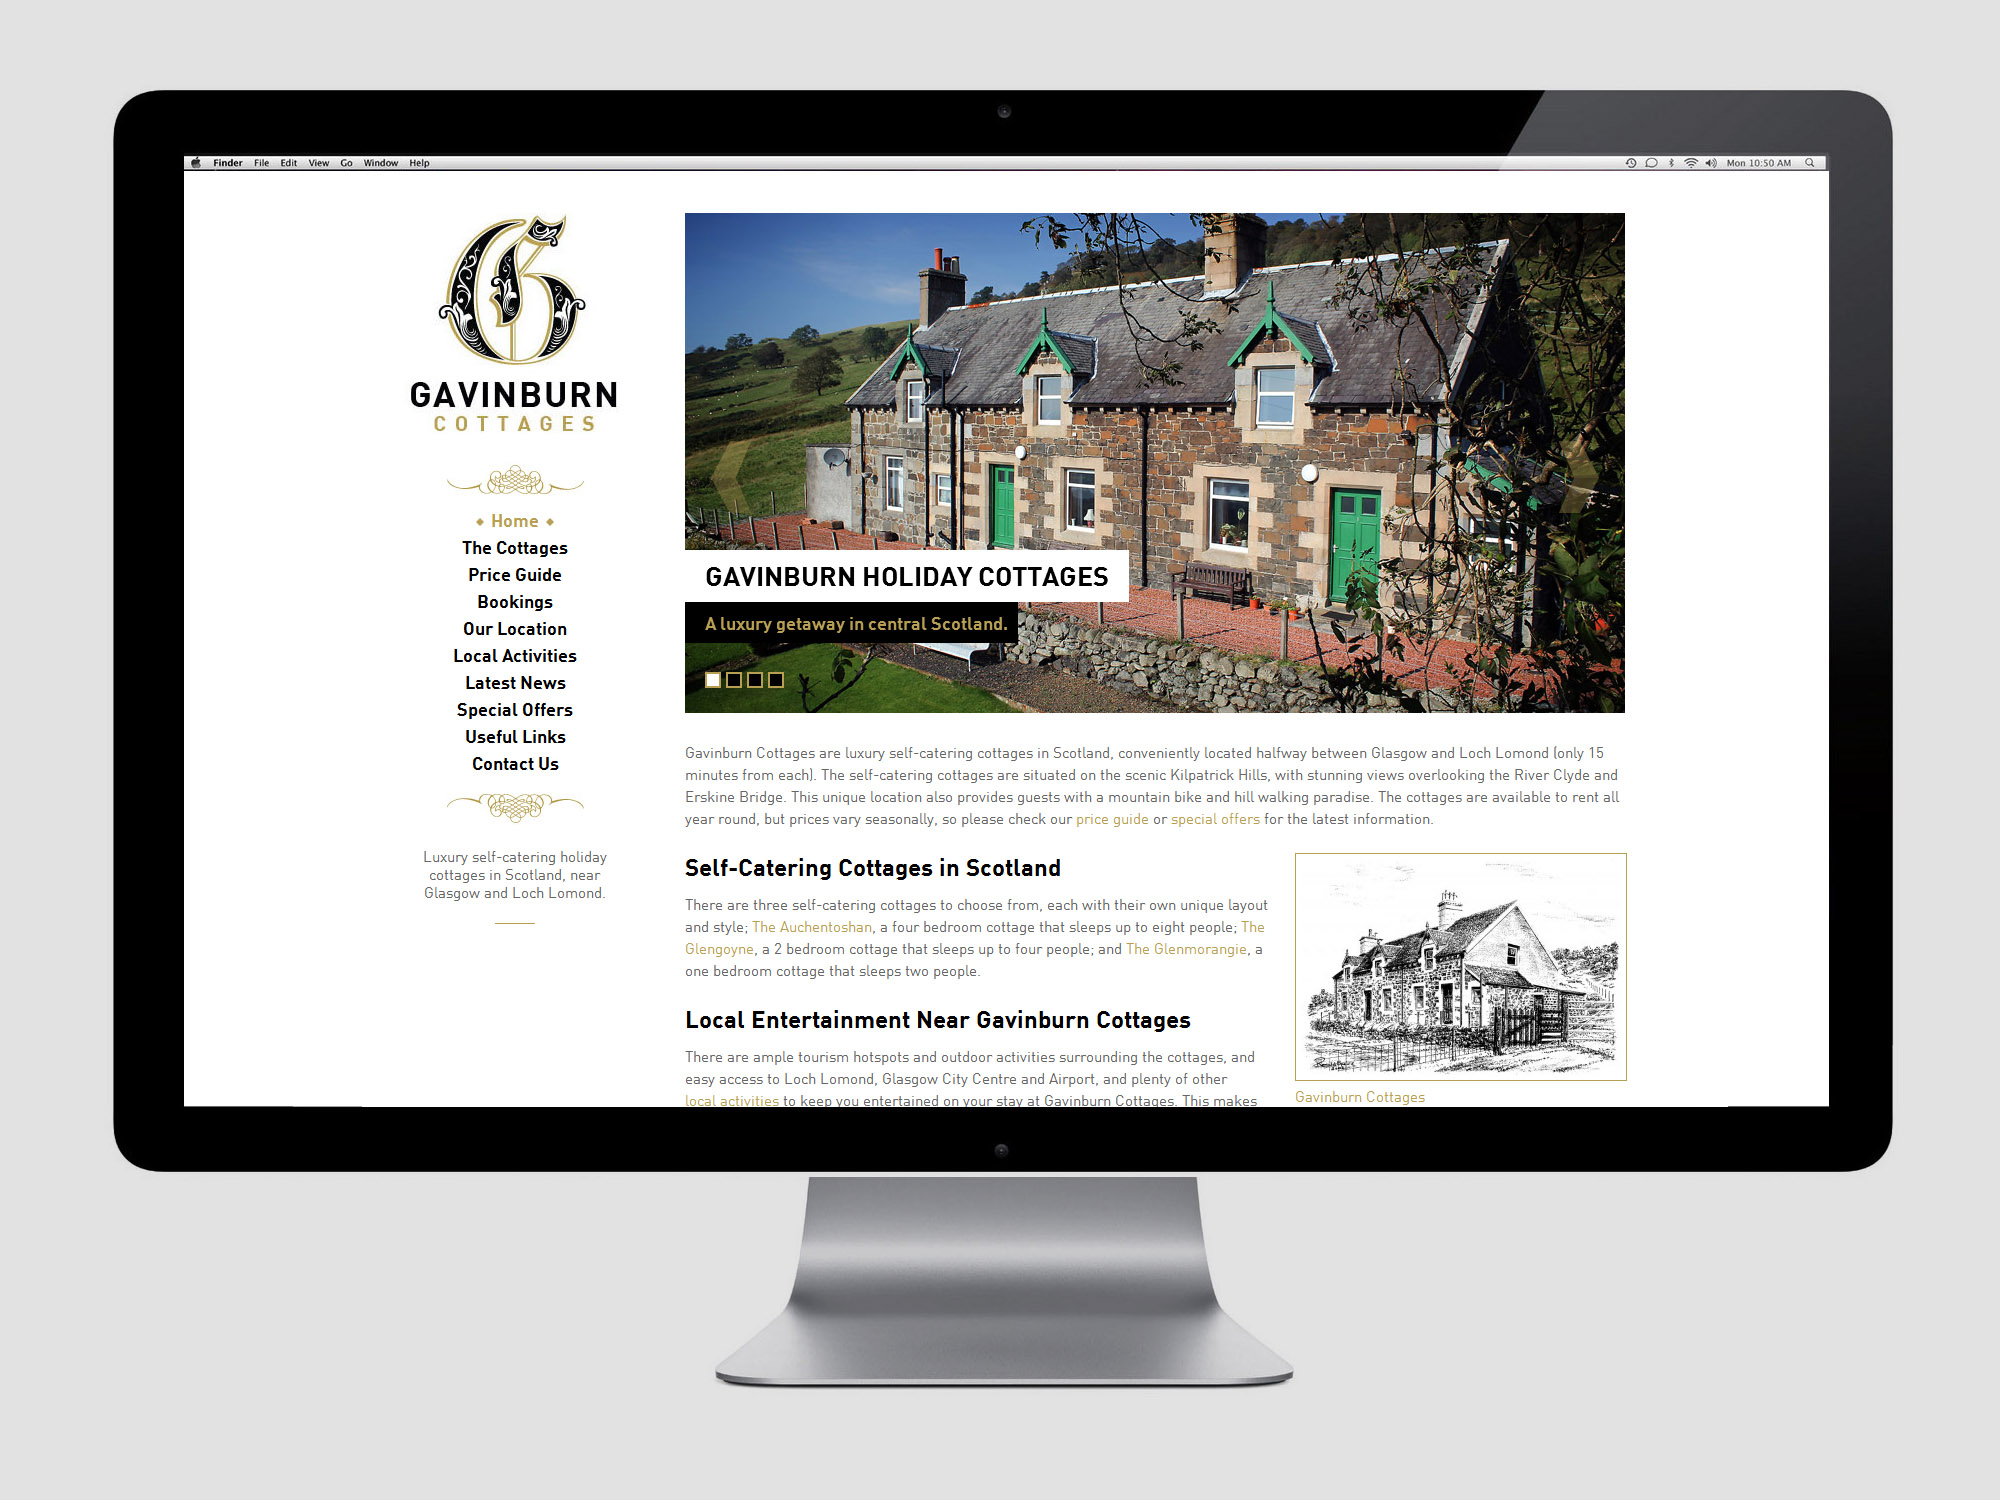 Finder File Edit View Go Window Help
Mon 10:50 AM
G
GAVINBURN
COTTAGES
Home
The Cottages
Price Guide
Bookings
Our Location
Local Activities
Latest News
Special Offers
Useful Links
Contact Us
Luxury self-catering holiday
cottages in Scotland, near
Glasgow and Loch Lomond.
GAVINBURN HOLIDAY COTTAGES
A luxury getaway in central Scotland.
Gavinburn Cottages are luxury self-catering cottages in Scotland, conveniently located halfway between Glasgow and Loch Lomond (only 15
minutes from each). The self-catering cottages are situated on the scenic Kilpatrick Hills, with stunning views overlooking the River Clyde and
Erskine Bridge. This unique location also provides guests with a mountain bike and hill walking paradise. The cottages are available to rent all
year round, but prices vary seasonally, so please check our price guide or special offers for the latest information.
Self-Catering Cottages in Scotland
There are three self-catering cottages to choose from, each with their own unique layout
and style; The Auchentoshan, a four bedroom cottage that sleeps up to eight people; The
Glengoyne, a 2 bedroom cottage that sleeps up to four people; and The Glenmorangie, a
one bedroom cottage that sleeps two people.
Local Entertainment Near Gavinburn Cottages
There are ample tourism hotspots and outdoor activities surrounding the cottages, and
easy access to Loch Lomond, Glasgow City Centre and Airport, and plenty of other
local activities to keep you entertained on your stay at Gavinburn Cottages. This makes
Gavinburn Cottages